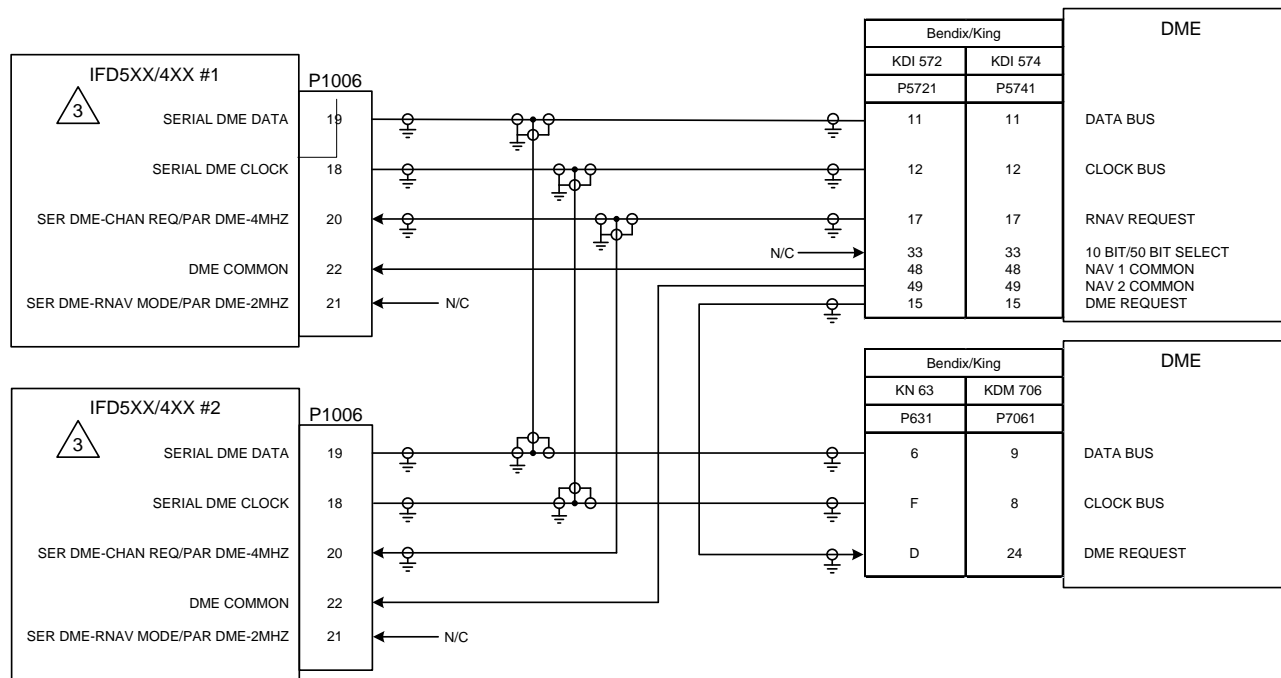 IFD5XX/4XX #1
3
P1006
SERIAL DME DATA 19
SERIAL DME CLOCK 18
SER DME-CHAN REQ/PAR DME-4MHZ 20
DME COMMON 22
SER DME-RNAV MODE/PAR DME-2MHZ 21 N/C
Bendix/King DME
KDI 572 KDI 574
P5721 P5741
11 11 DATA BUS
12 12 CLOCK BUS
17 17 RNAV REQUEST
N/C 33 33 10 BIT/50 BIT SELECT
48 48 NAV 1 COMMON
49 49 NAV 2 COMMON
15 15 DME REQUEST
IFD5XX/4XX #2
3
P1006
SERIAL DME DATA 19
SERIAL DME CLOCK 18
SER DME-CHAN REQ/PAR DME-4MHZ 20
DME COMMON 22
SER DME-RNAV MODE/PAR DME-2MHZ 21 N/C
Bendix/King DME
KN 63 KDM 706
P631 P7061
6 9 DATA BUS
F 8 CLOCK BUS
D 24 DME REQUEST